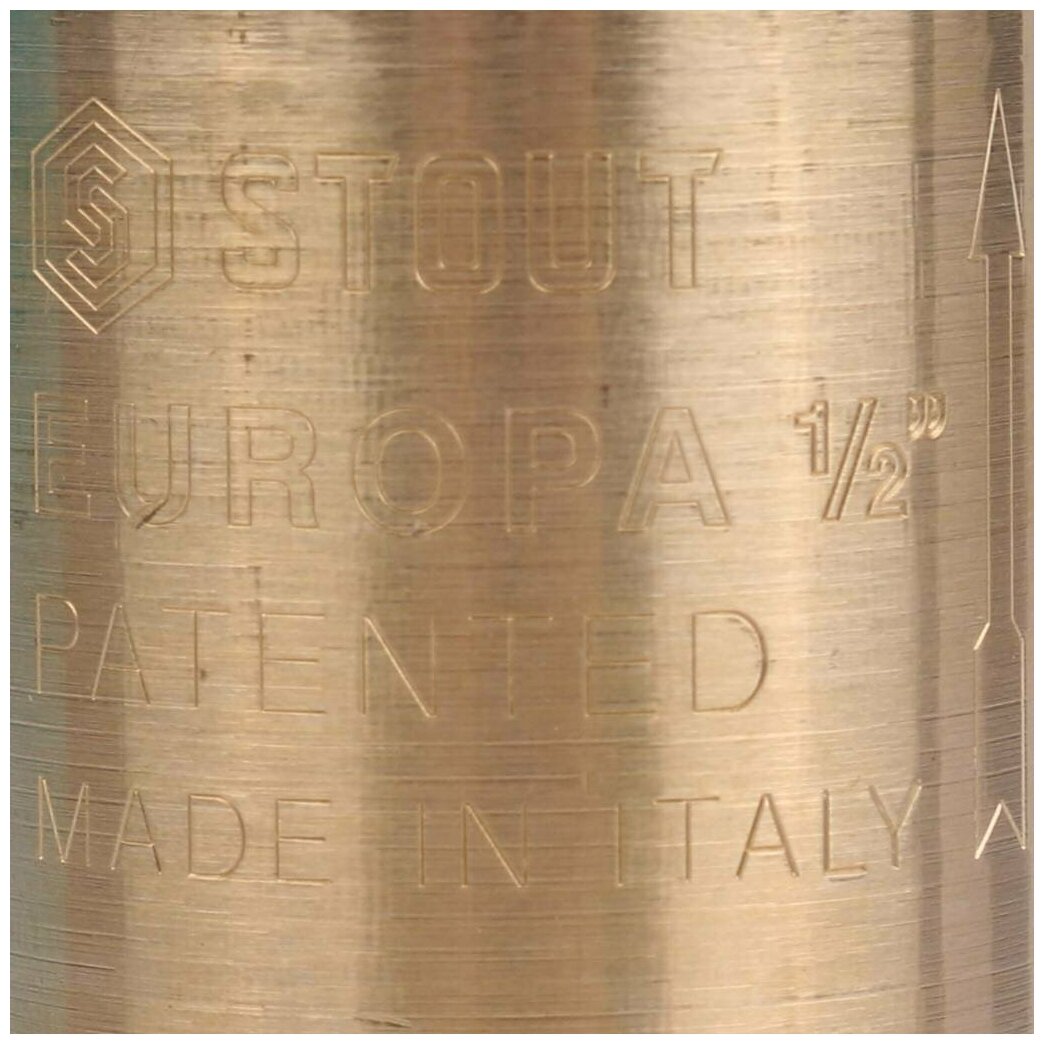 STOUT
EUROPA ½”
PATENTED
MADE IN ITALY